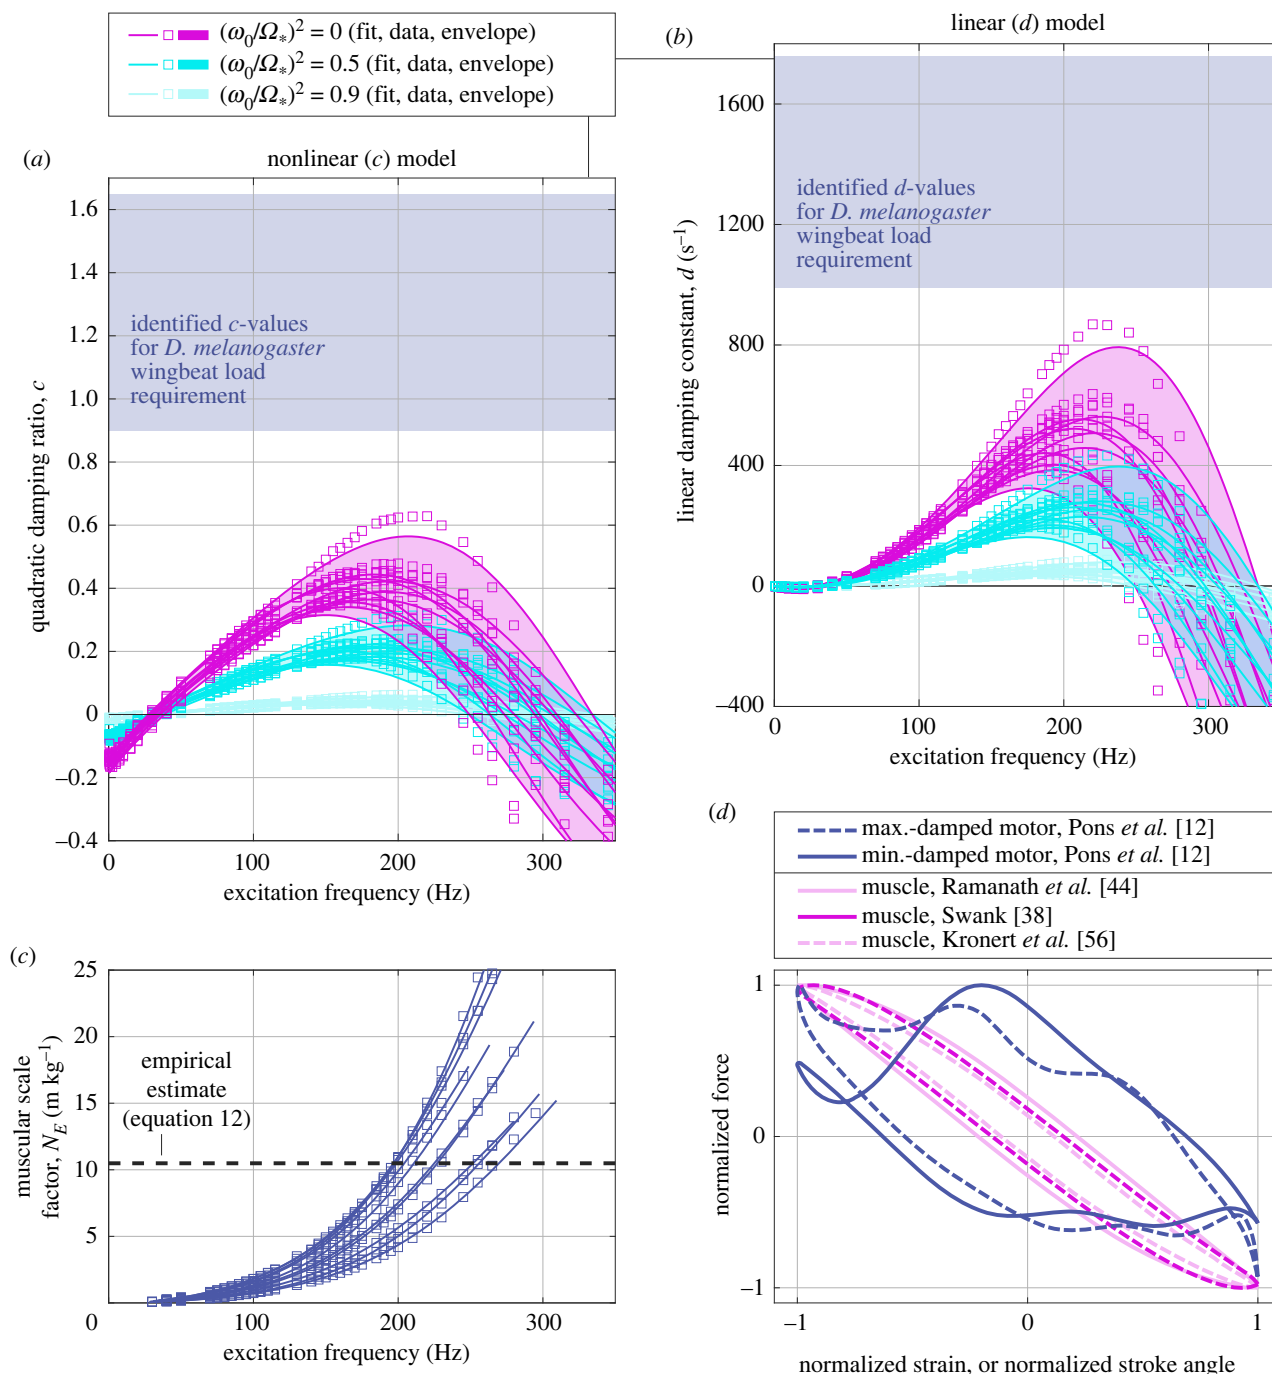 (ω0/Ω*)² = 0 (fit, data, envelope)
(ω0/Ω*)² = 0.5 (fit, data, envelope)
(ω0/Ω*)² = 0.9 (fit, data, envelope)
(a)
nonlinear (c) model
1.6
1.4
1.2
1.0
0.8
0.6
0.4
0.2
0
−0.2
−0.4
quadratic damping ratio, c
identified c-values
for D. melanogaster
wingbeat load
requirement
0
100
200
300
excitation frequency (Hz)
(b)
linear (d) model
1600
1200
800
400
0
−400
linear damping constant, d (s⁻¹)
identified d-values
for D. melanogaster
wingbeat load
requirement
0
100
200
300
excitation frequency (Hz)
(c)
25
20
15
10
5
0
muscular scale
factor, N_E (m kg⁻¹)
empirical
estimate
(equation 12)
100
200
300
excitation frequency (Hz)
(d)
max.-damped motor, Pons et al. [12]
min.-damped motor, Pons et al. [12]
muscle, Ramanath et al. [44]
muscle, Swank [38]
muscle, Kronert et al. [56]
1
0
−1
normalized force
−1
0
1
normalized strain, or normalized stroke angle